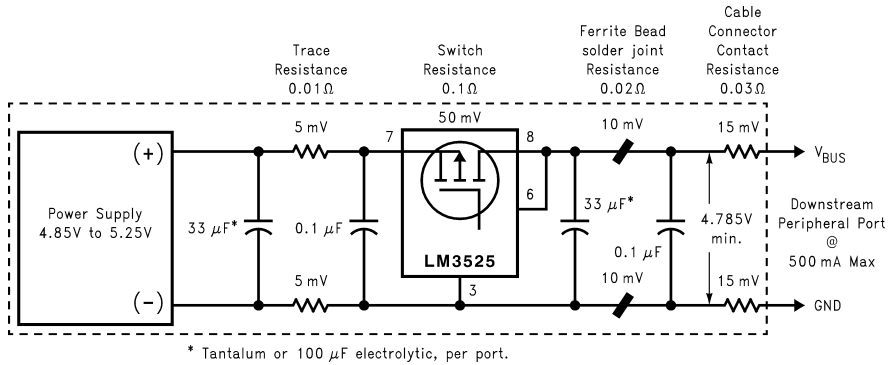 Trace
Resistance
0.01Ω
Switch
Resistance
0.1Ω
Ferrite Bead
solder joint
Resistance
0.02Ω
Cable
Connector
Contact
Resistance
0.03Ω
5 mV
7
50 mV
8
10 mV
15 mV
(+)
VBUS
6
Power Supply
4.85V to 5.25V
33 µF*
0.1 µF
LM3525
33 µF*
0.1 µF
4.785V
min.
Downstream
Peripheral Port
@
500 mA Max
(−)
5 mV
3
10 mV
15 mV
GND
* Tantalum or 100 µF electrolytic, per port.